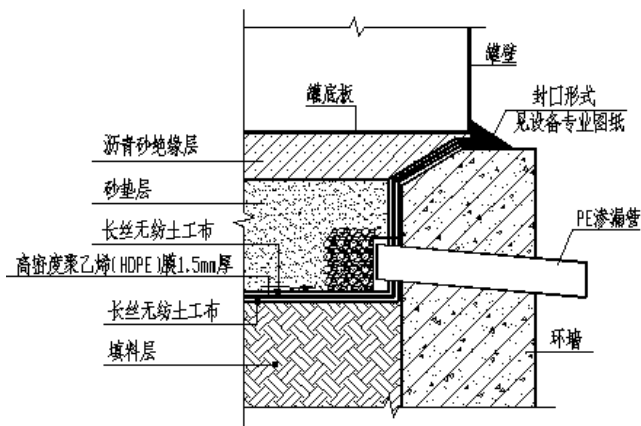 罐壁
罐底板
封口形式
见设备专业图纸
沥青砂绝缘层
砂垫层
长丝无纺土工布
PE渗漏管
高密度聚乙烯(HDPE)膜1.5mm厚
长丝无纺土工布
环墙
填料层